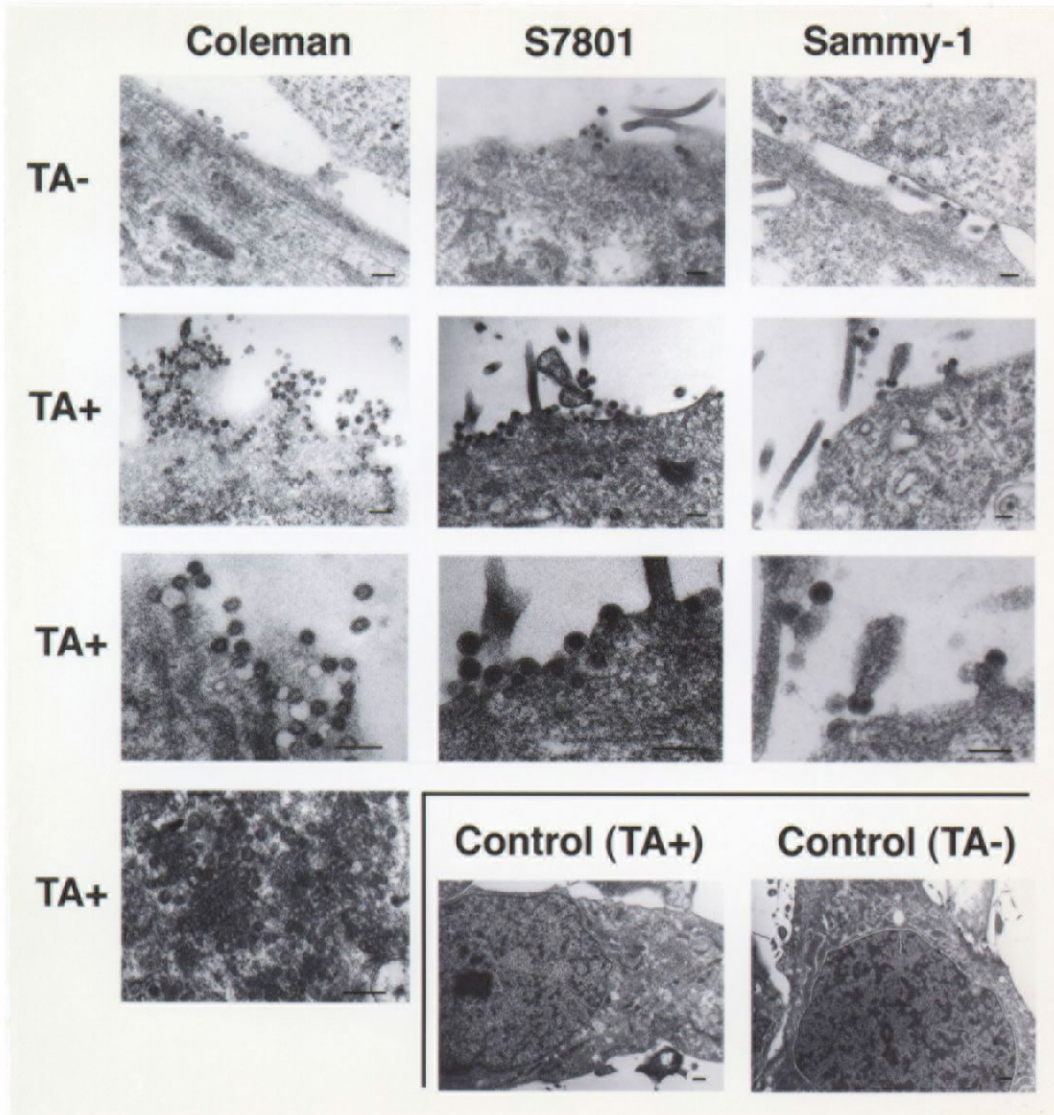 Coleman S7801 Sammy-1
TA-
TA+
TA+
Control (TA+) Control (TA-)
TA+